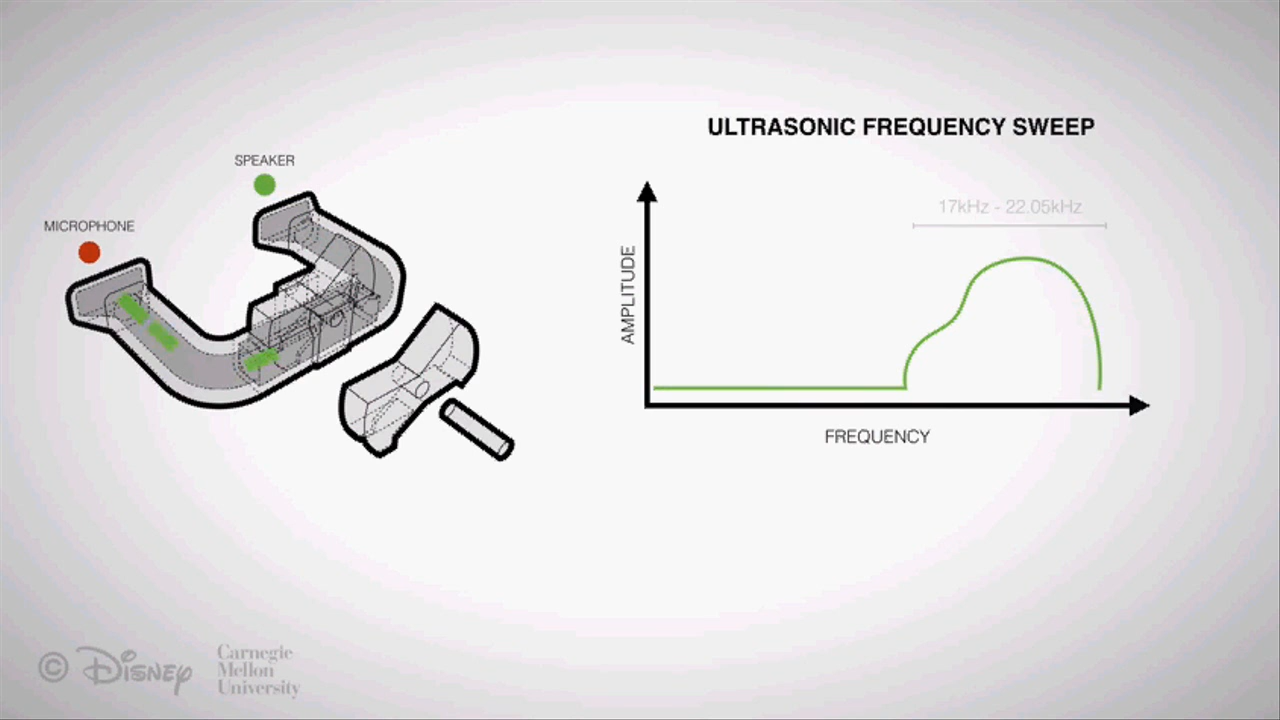 ULTRASONIC FREQUENCY SWEEP
SPEAKER
MICROPHONE
17kHz - 22.05kHz
AMPLITUDE
FREQUENCY
© Disney
Carnegie
Mellon
University